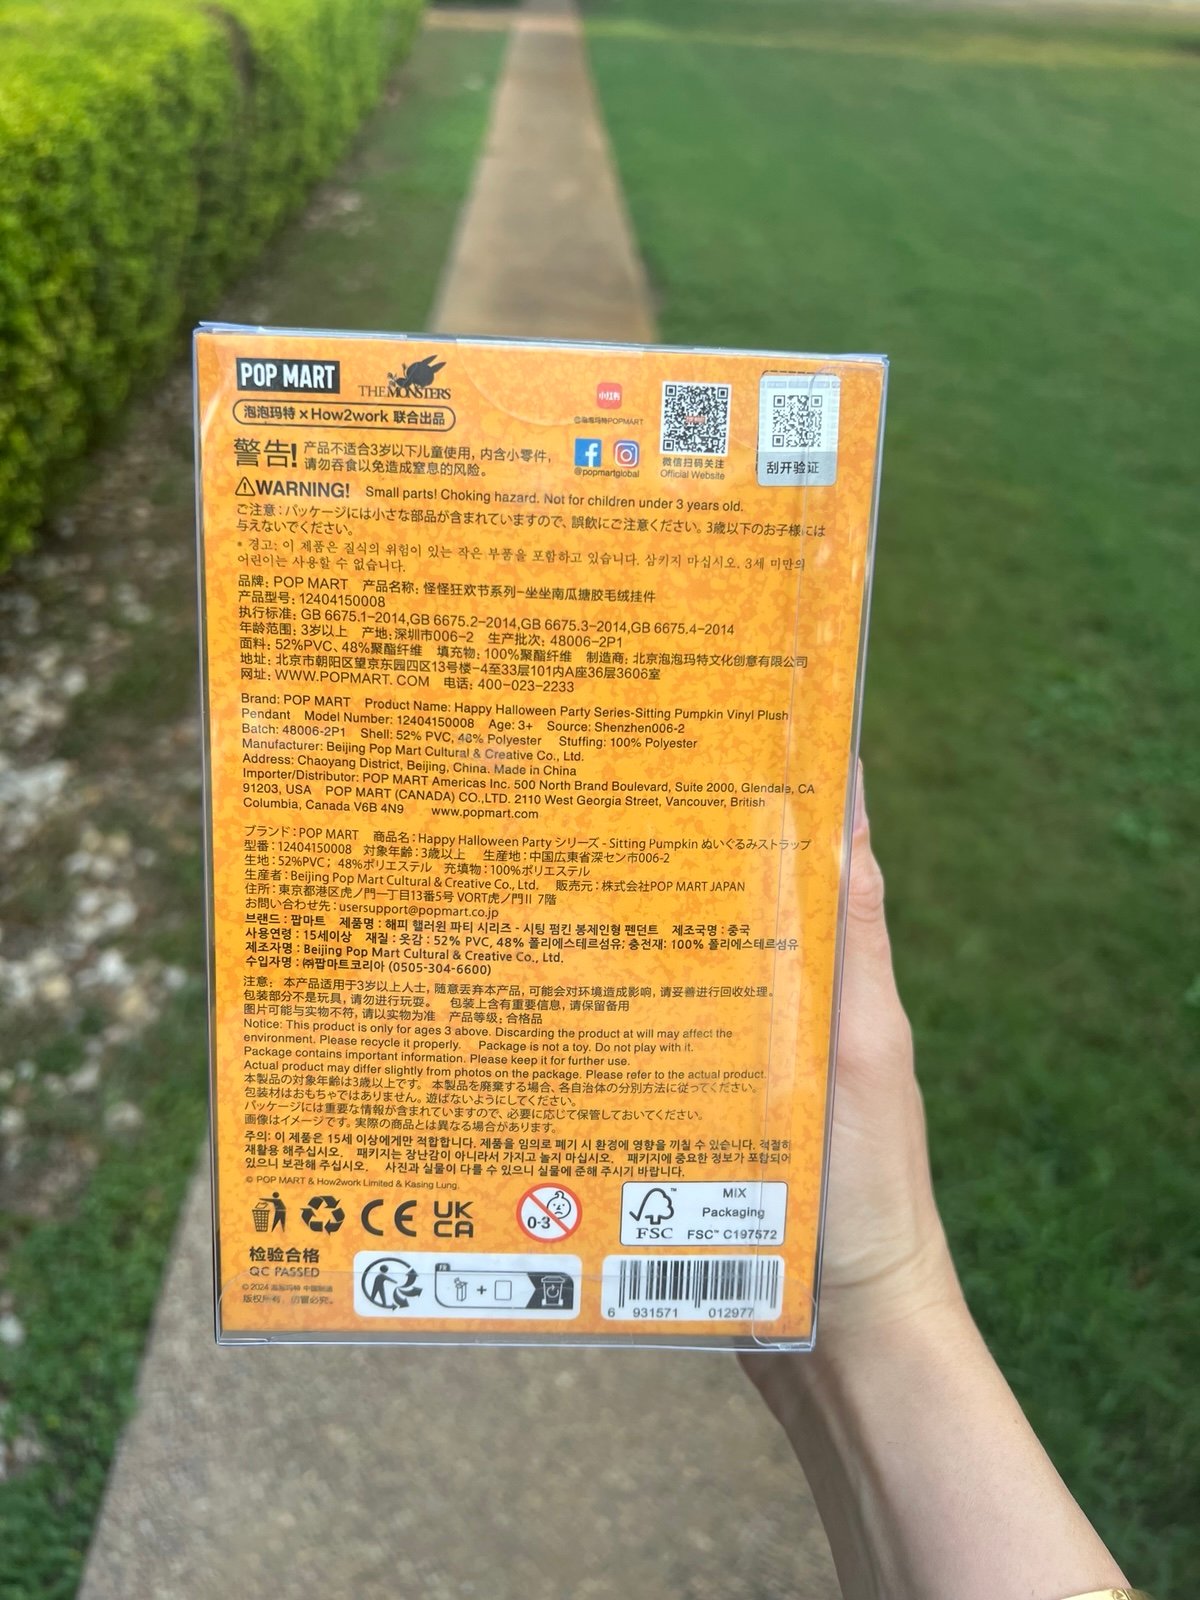 POP MART
THE MONSTERS
泡泡玛特×How2work 联合出品
小红书
@泡泡玛特POPMART
@popmartglobal
微信扫码关注
Official Website
刮开验证
警告! 产品不适合3岁以下儿童使用，内含小零件，
请勿吞食以免造成窒息的风险。
⚠WARNING! Small parts! Choking hazard. Not for children under 3 years old.
ご注意：パッケージには小さな部品が含まれていますので、誤飲にご注意ください。3歳以下のお子様には
与えないでください。
* 경고: 이 제품은 질식의 위험이 있는 작은 부품을 포함하고 있습니다. 삼키지 마십시오. 3세 미만의
어린이는 사용할 수 없습니다.
品牌：POP MART 产品名称：怪怪狂欢节系列-坐坐南瓜搪胶毛绒挂件
产品型号：12404150008
执行标准：GB 6675.1-2014,GB 6675.2-2014,GB 6675.3-2014,GB 6675.4-2014
年龄范围：3岁以上 产地：深圳市006-2 生产批次：48006-2P1
面料：52%PVC、48%聚酯纤维 填充物：100%聚酯纤维 制造商：北京泡泡玛特文化创意有限公司
地址：北京市朝阳区望京东园四区13号楼-4至33层101内A座36层3606室
网址：WWW.POPMART. COM 电话：400-023-2233
Brand: POP MART Product Name: Happy Halloween Party Series-Sitting Pumpkin Vinyl Plush
Pendant Model Number: 12404150008 Age: 3+ Source: Shenzhen006-2
Batch: 48006-2P1 Shell: 52% PVC, 48% Polyester Stuffing: 100% Polyester
Manufacturer: Beijing Pop Mart Cultural & Creative Co., Ltd.
Address: Chaoyang District, Beijing, China. Made in China
Importer/Distributor: POP MART Americas Inc. 500 North Brand Boulevard, Suite 2000, Glendale, CA
91203, USA POP MART (CANADA) CO.,LTD. 2110 West Georgia Street, Vancouver, British
Columbia, Canada V6B 4N9 www.popmart.com
ブランド：POP MART 商品名：Happy Halloween Party シリーズ - Sitting Pumpkin ぬいぐるみストラップ
型番：12404150008 対象年齢：3歳以上 生産地：中国広東省深セン市006-2
生地：52%PVC； 48%ポリエステル 充填物：100%ポリエステル
生産者：Beijing Pop Mart Cultural & Creative Co., Ltd. 販売元：株式会社POP MART JAPAN
住所：東京都港区虎ノ門一丁目13番5号 VORT虎ノ門II 7階
お問い合わせ先：usersupport@popmart.co.jp
브랜드 : 팝마트 제품명 : 해피 핼러윈 파티 시리즈 - 시팅 펌킨 봉제인형 펜던트 제조국명 : 중국
사용연령 : 15세이상 재질 : 옷감 : 52% PVC, 48% 폴리에스테르섬유; 충전재: 100% 폴리에스테르섬유
제조자명 : Beijing Pop Mart Cultural & Creative Co., Ltd.
수입자명 : ㈜팝마트코리아 (0505-304-6600)
注意： 本产品适用于3岁以上人士，随意丢弃本产品，可能会对环境造成影响，请妥善进行回收处理。
包装部分不是玩具，请勿进行玩耍。 包装上含有重要信息，请保留备用
图片可能与实物不符，请以实物为准 产品等级：合格品
Notice: This product is only for ages 3 above. Discarding the product at will may affect the
environment. Please recycle it properly. Package is not a toy. Do not play with it.
Package contains important information. Please keep it for further use.
Actual product may differ slightly from photos on the package. Please refer to the actual product.
本製品の対象年齢は3歳以上です。 本製品を廃棄する場合、各自治体の分別方法に従ってください。
包装材はおもちゃではありません。遊ばないようにしてください。
パッケージには重要な情報が含まれていますので、必要に応じて保管しておいてください。
画像はイメージです。実際の商品とは異なる場合があります。
주의: 이 제품은 15세 이상에게만 적합합니다. 제품을 임의로 폐기 시 환경에 영향을 끼칠 수 있습니다. 적절히
재활용 해주십시오. 패키지는 장난감이 아니라서 가지고 놀지 마십시오. 패키지에 중요한 정보가 포함되어
있으니 보관해 주십시오. 사진과 실물이 다를 수 있으니 실물에 준해 주시기 바랍니다.
© POP MART & How2work Limited & Kasing Lung.
CE UK
CA
0-3
FSC™
MIX
Packaging
FSC™ C197572
检验合格
QC PASSED
© 2024 泡泡玛特 中国制造
版权所有，仿冒必究。
FR
+
6 931571 012977